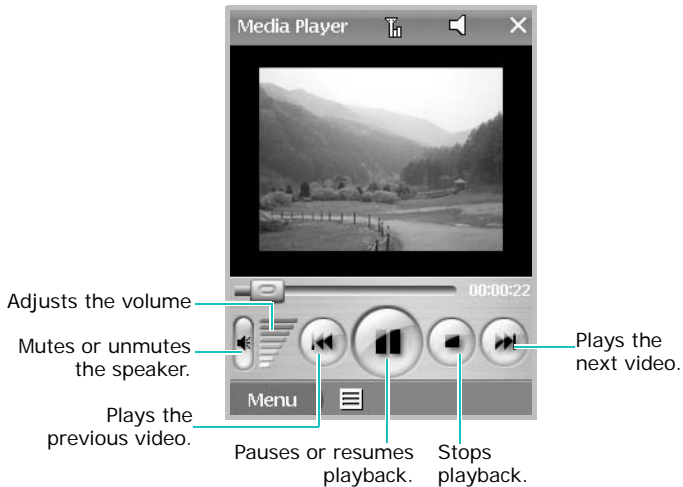 Media Player
00:00:22
Adjusts the volume
Mutes or unmutes
the speaker.
Plays the
next video.
Menu
Plays the
previous video.
Pauses or resumes
playback.
Stops
playback.